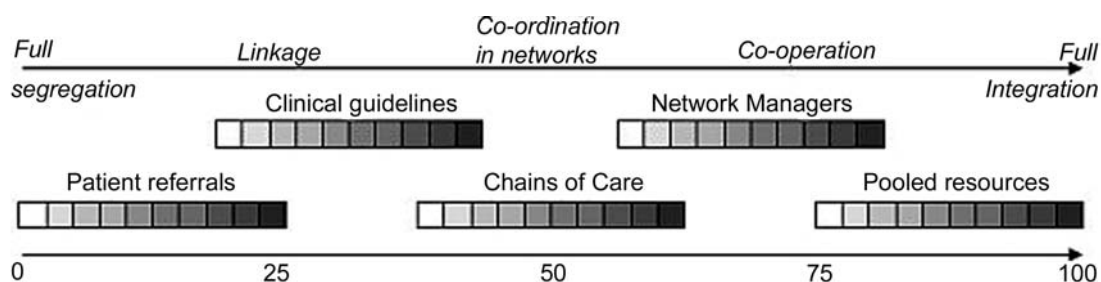 Full segregation
Linkage
Co-ordination in networks
Co-operation
Full Integration
Clinical guidelines
Network Managers
Patient referrals
Chains of Care
Pooled resources
0
25
50
75
100